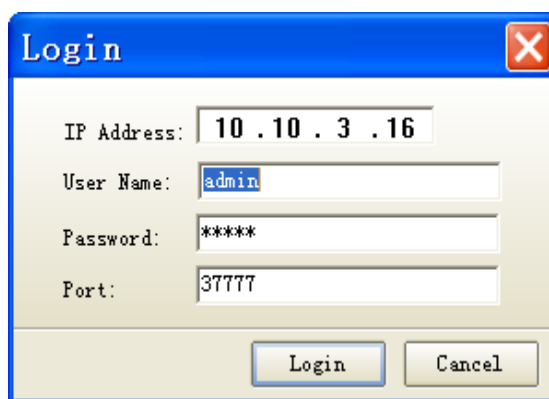 Login
IP Address: 10 .10 . 3 .16
User Name: admin
Password: *****
Port: 37777
Login Cancel